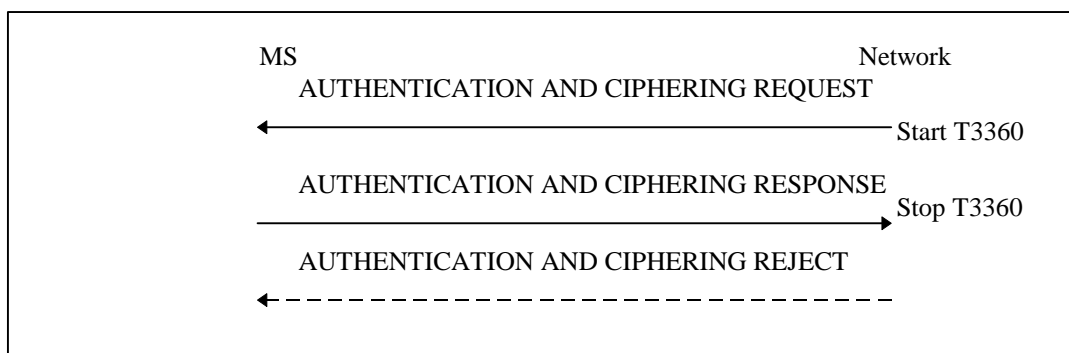 MS Network
AUTHENTICATION AND CIPHERING REQUEST
Start T3360
AUTHENTICATION AND CIPHERING RESPONSE
Stop T3360
AUTHENTICATION AND CIPHERING REJECT